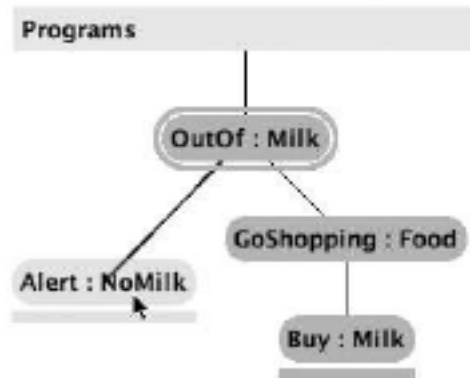 Programs
OutOf : Milk
GoShopping : Food
Alert : NoMilk
Buy : Milk